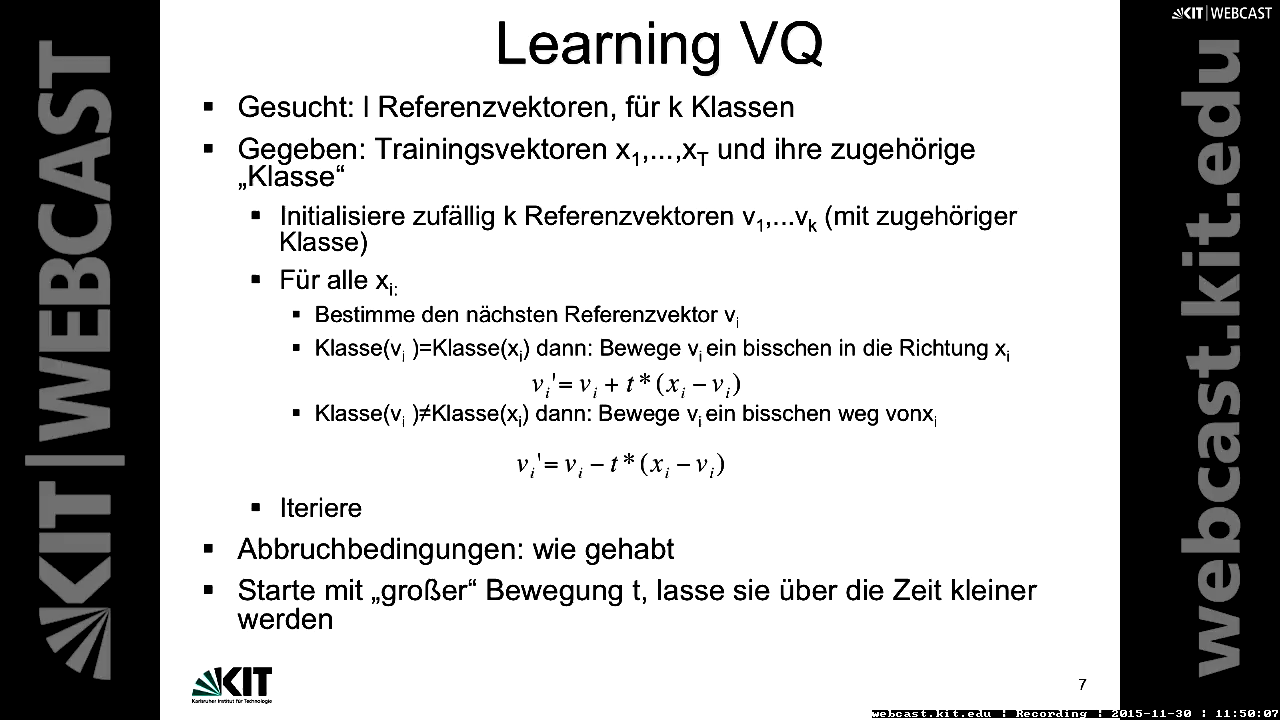 KIT | WEBCAST
Learning VQ
▪ Gesucht: l Referenzvektoren, für k Klassen
▪ Gegeben: Trainingsvektoren x1,...,xT und ihre zugehörige
„Klasse“
▪ Initialisiere zufällig k Referenzvektoren v1,...vk (mit zugehöriger
Klasse)
▪ Für alle xi:
▪ Bestimme den nächsten Referenzvektor vi
▪ Klasse(vi )=Klasse(xi) dann: Bewege vi ein bisschen in die Richtung xi
vi'= vi + t * (xi − vi)
▪ Klasse(vi )≠Klasse(xi) dann: Bewege vi ein bisschen weg vonxi
vi'= vi − t * (xi − vi)
▪ Iteriere
▪ Abbruchbedingungen: wie gehabt
▪ Starte mit „großer“ Bewegung t, lasse sie über die Zeit kleiner
werden
KIT
Karlsruher Institut für Technologie
7
KIT | WEBCAST
webcast.kit.edu
webcast.kit.edu | Recording | 2015-11-30 | 11:50:07